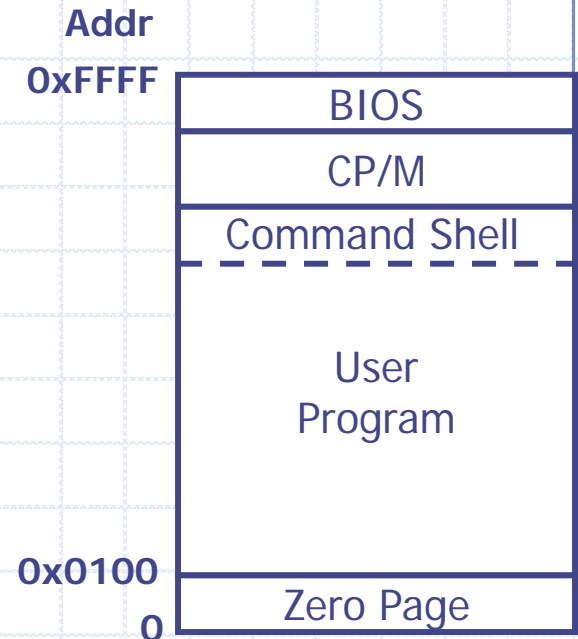 Addr
0xFFFF
BIOS
CP/M
Command Shell
User
Program
0x0100
Zero Page
0